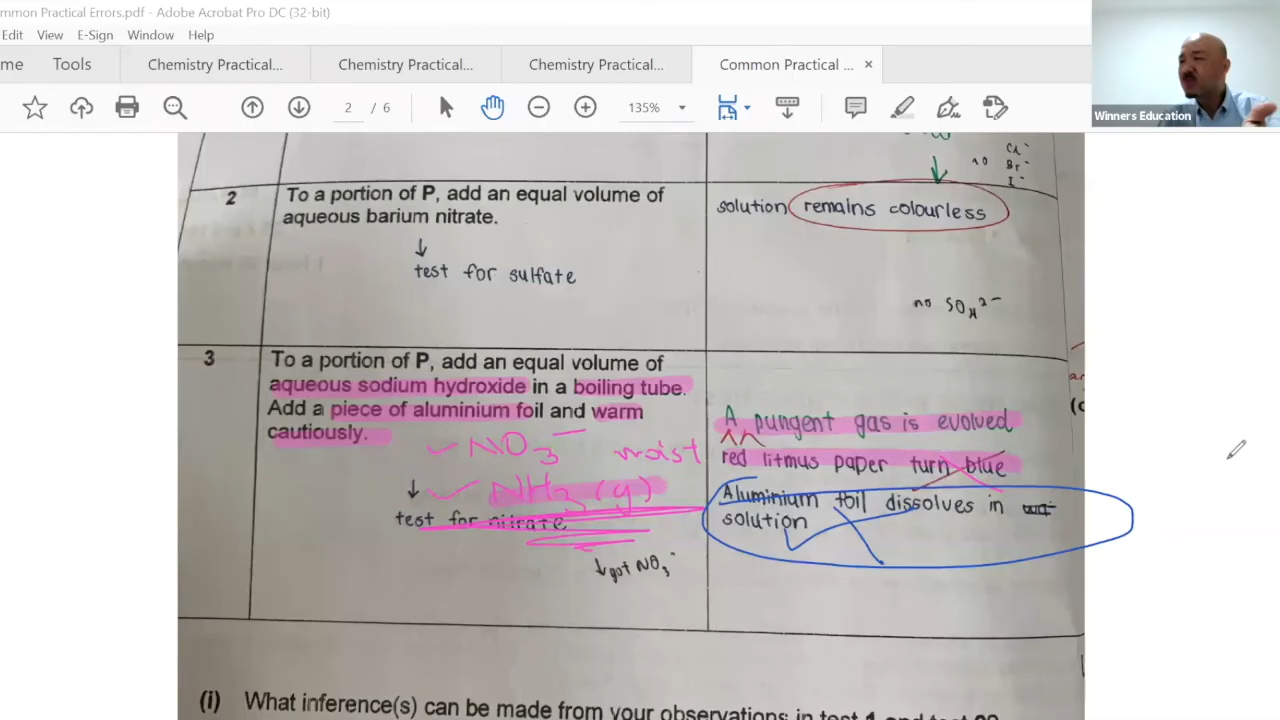 ommon Practical Errors.pdf - Adobe Acrobat Pro DC (32-bit)
Edit View E-Sign Window Help
me Tools Chemistry Practical... Chemistry Practical... Chemistry Practical... Common Practical ... ×
2 / 6 135%
Winners Education
no Cl⁻
Br⁻
I⁻
2 To a portion of P, add an equal volume of
aqueous barium nitrate.
↓
test for sulfate
solution remains colourless
no SO₄²⁻
3 To a portion of P, add an equal volume of
aqueous sodium hydroxide in a boiling tube.
Add a piece of aluminium foil and warm
cautiously.
NO₃⁻ moist
↓ NH₃(g)
test for nitrate
↓ got NO₃⁻
A pungent gas is evolved
red litmus paper turn blue
Aluminium foil dissolves in
solution
(i) What inference(s) can be made from your observations in test 1 and test 2?